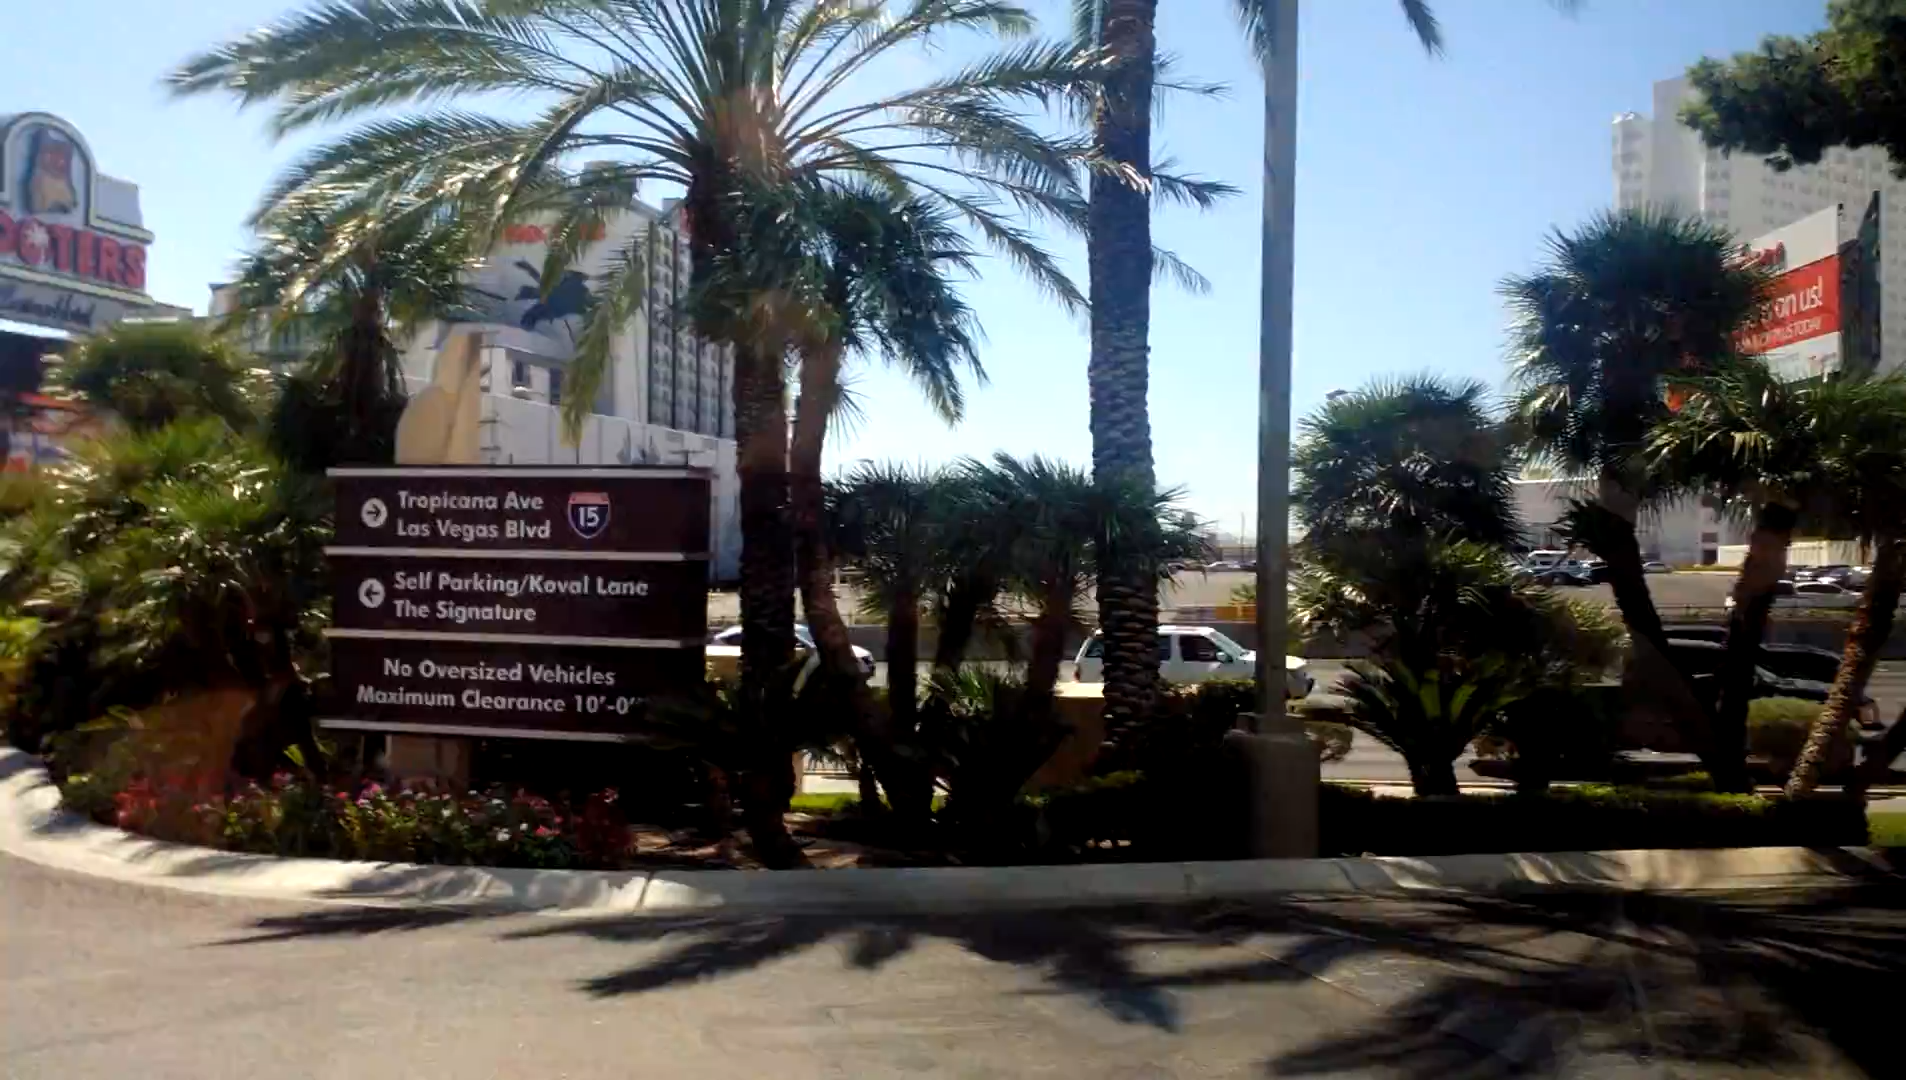 OOTERS
Tropicana Ave
Las Vegas Blvd
15
Self Parking/Koval Lane
The Signature
No Oversized Vehicles
Maximum Clearance 10'-0"
on us!